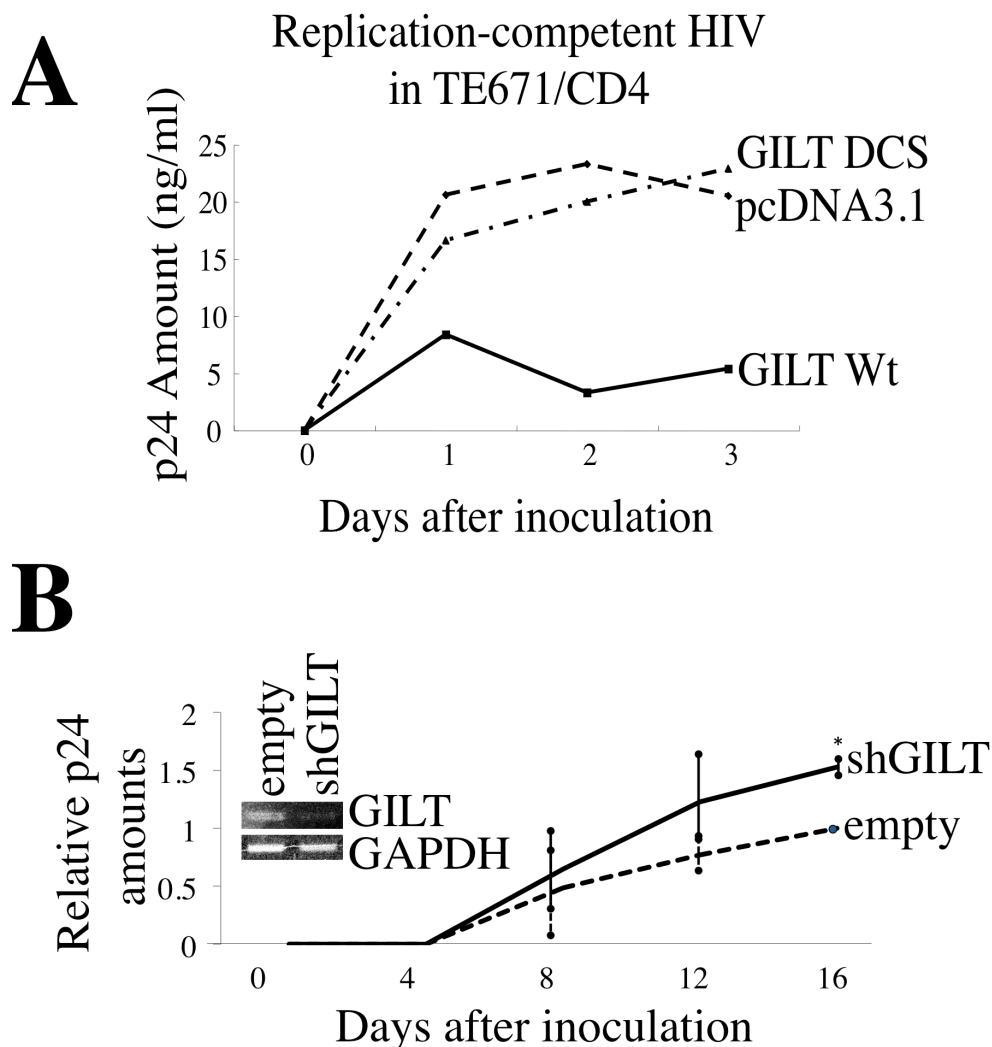 A
Replication-competent HIV
in TE671/CD4
p24 Amount (ng/ml)
25
20
15
10
5
0
GILT DCS
pcDNA3.1
GILT Wt
0 1 2 3
Days after inoculation
B
Relative p24
amounts
2
1.5
1
0.5
0
empty
shGILT
GILT
GAPDH
*
shGILT
empty
0 4 8 12 16
Days after inoculation